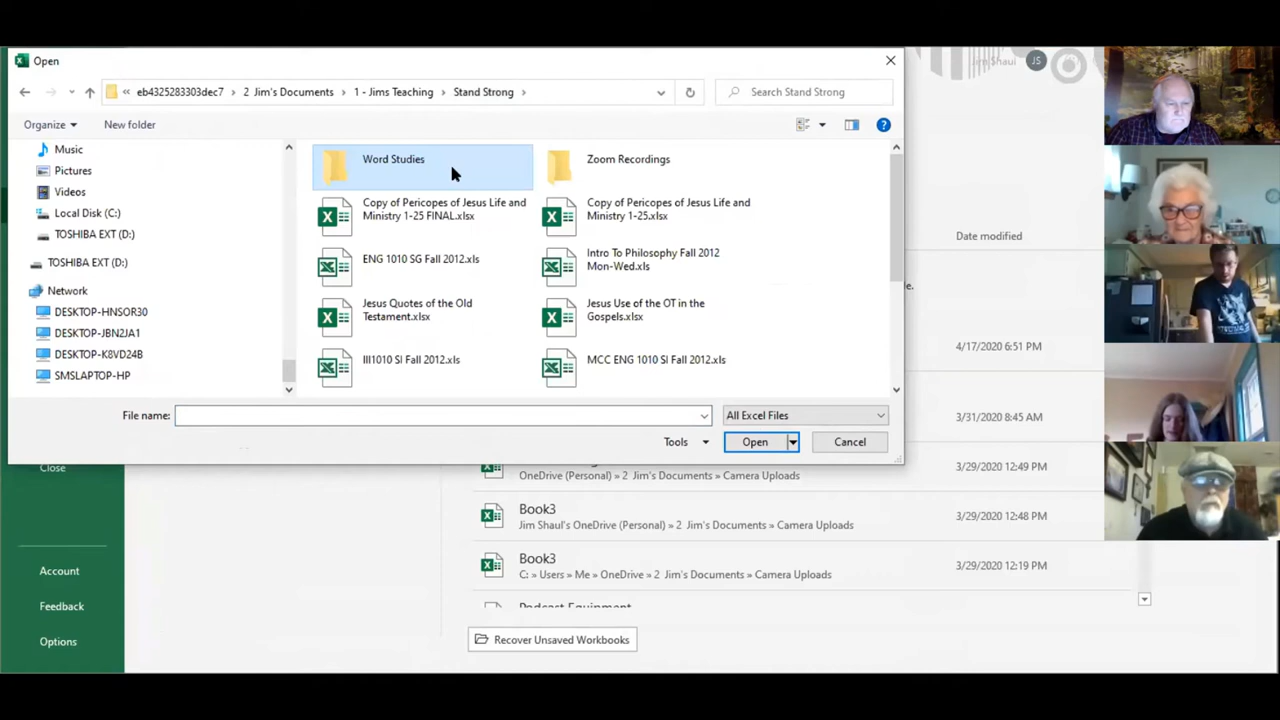 Open
Jim Shaul
JS
« eb4325283303dec7 > 2 Jim's Documents > 1 - Jims Teaching > Stand Strong >
Search Stand Strong
Organize
New folder
Music
Pictures
Videos
Local Disk (C:)
TOSHIBA EXT (D:)
TOSHIBA EXT (D:)
Network
DESKTOP-HNSOR30
DESKTOP-JBN2JA1
DESKTOP-K8VD24B
SMSLAPTOP-HP
Word Studies
Zoom Recordings
Copy of Pericopes of Jesus Life and
Ministry 1-25 FINAL.xlsx
Copy of Pericopes of Jesus Life and
Ministry 1-25.xlsx
ENG 1010 SG Fall 2012.xls
Intro To Philosophy Fall 2012
Mon-Wed.xls
Jesus Quotes of the Old
Testament.xlsx
Jesus Use of the OT in the
Gospels.xlsx
III1010 SI Fall 2012.xls
MCC ENG 1010 SI Fall 2012.xls
File name:
All Excel Files
Tools
Open
Cancel
Date modified
e.
4/17/2020 6:51 PM
3/31/2020 8:45 AM
Close
OneDrive (Personal) » 2 Jim's Documents » Camera Uploads
3/29/2020 12:49 PM
Book3
Jim Shaul's OneDrive (Personal) » 2 Jim's Documents » Camera Uploads
3/29/2020 12:48 PM
Book3
C: » Users » Me » OneDrive » 2 Jim's Documents » Camera Uploads
3/29/2020 12:19 PM
Podcast Equipment
Account
Feedback
Options
Recover Unsaved Workbooks